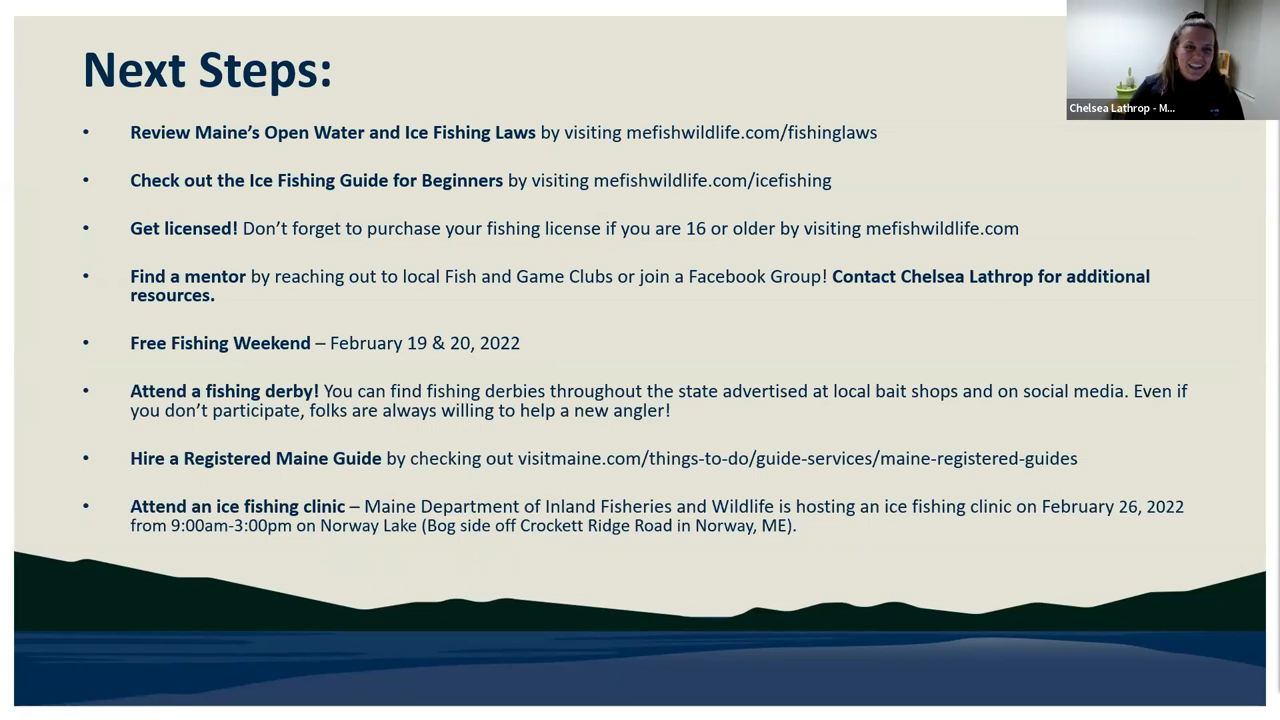 Next Steps:
Chelsea Lathrop - M...
• Review Maine’s Open Water and Ice Fishing Laws by visiting mefishwildlife.com/fishinglaws
• Check out the Ice Fishing Guide for Beginners by visiting mefishwildlife.com/icefishing
• Get licensed! Don’t forget to purchase your fishing license if you are 16 or older by visiting mefishwildlife.com
• Find a mentor by reaching out to local Fish and Game Clubs or join a Facebook Group! Contact Chelsea Lathrop for additional
resources.
• Free Fishing Weekend – February 19 & 20, 2022
• Attend a fishing derby! You can find fishing derbies throughout the state advertised at local bait shops and on social media. Even if
you don’t participate, folks are always willing to help a new angler!
• Hire a Registered Maine Guide by checking out visitmaine.com/things-to-do/guide-services/maine-registered-guides
• Attend an ice fishing clinic – Maine Department of Inland Fisheries and Wildlife is hosting an ice fishing clinic on February 26, 2022
from 9:00am-3:00pm on Norway Lake (Bog side off Crockett Ridge Road in Norway, ME).